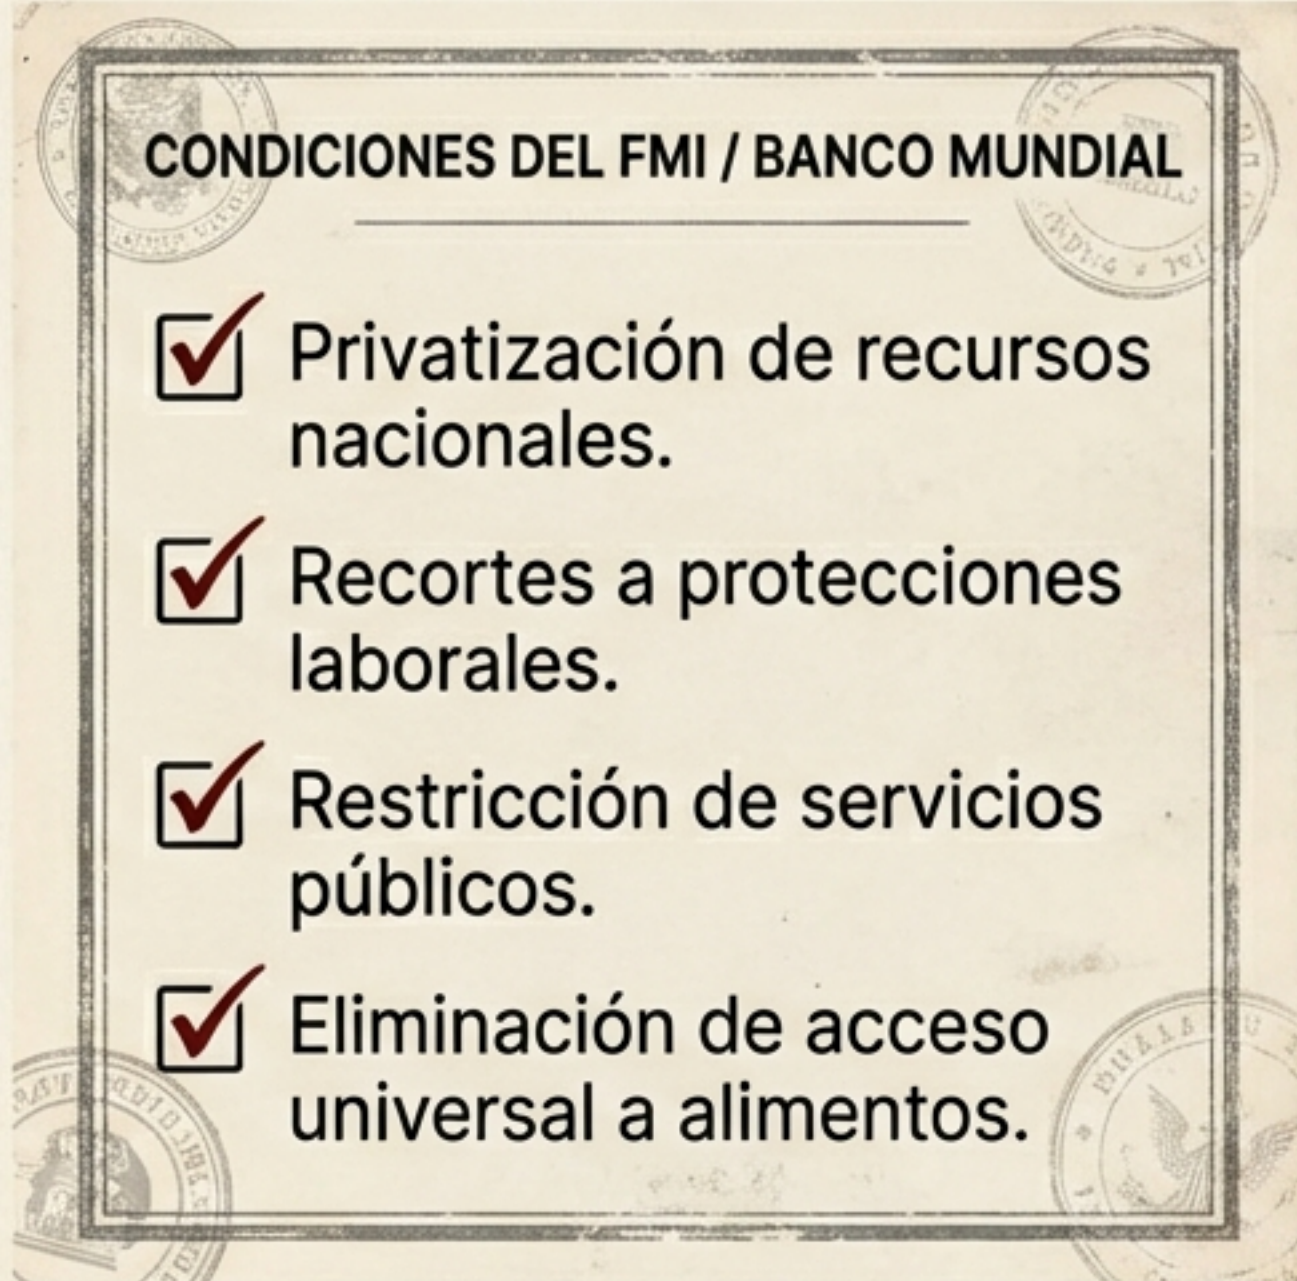 CONDICIONES DEL FMI / BANCO MUNDIAL
Privatización de recursos
nacionales.
Recortes a protecciones
laborales.
Restricción de servicios
públicos.
Eliminación de acceso
universal a alimentos.